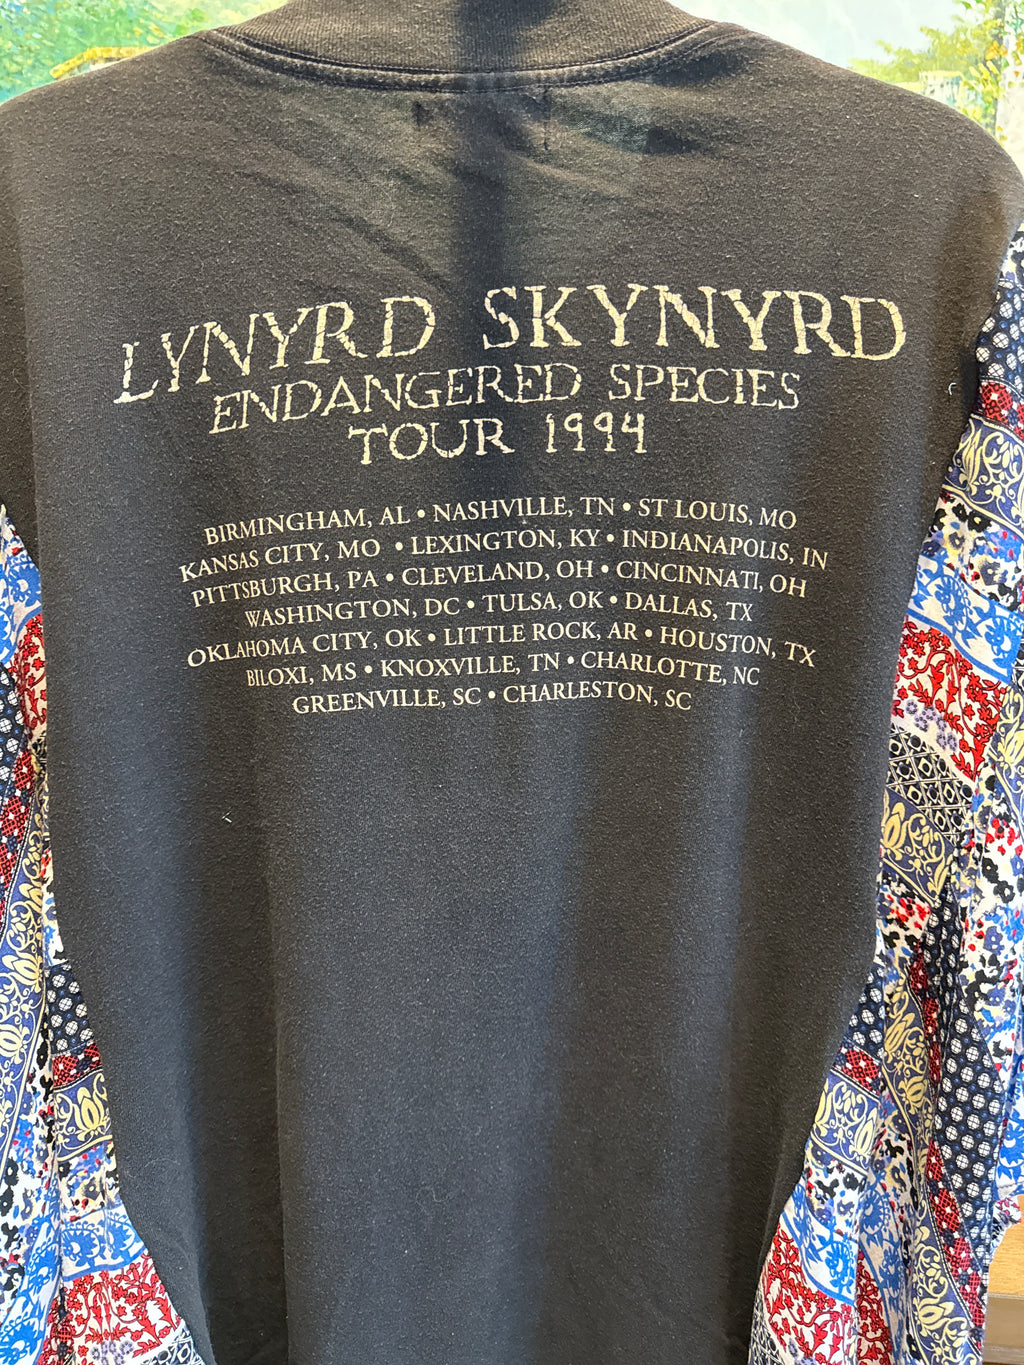 LYNYRD SKYNYRD
ENDANGERED SPECIES
TOUR 1994
BIRMINGHAM, AL • NASHVILLE, TN • ST LOUIS, MO
KANSAS CITY, MO • LEXINGTON, KY • INDIANAPOLIS, IN
PITTSBURGH, PA • CLEVELAND, OH • CINCINNATI, OH
WASHINGTON, DC • TULSA, OK • DALLAS, TX
OKLAHOMA CITY, OK • LITTLE ROCK, AR • HOUSTON, TX
BILOXI, MS • KNOXVILLE, TN • CHARLOTTE, NC
GREENVILLE, SC • CHARLESTON, SC